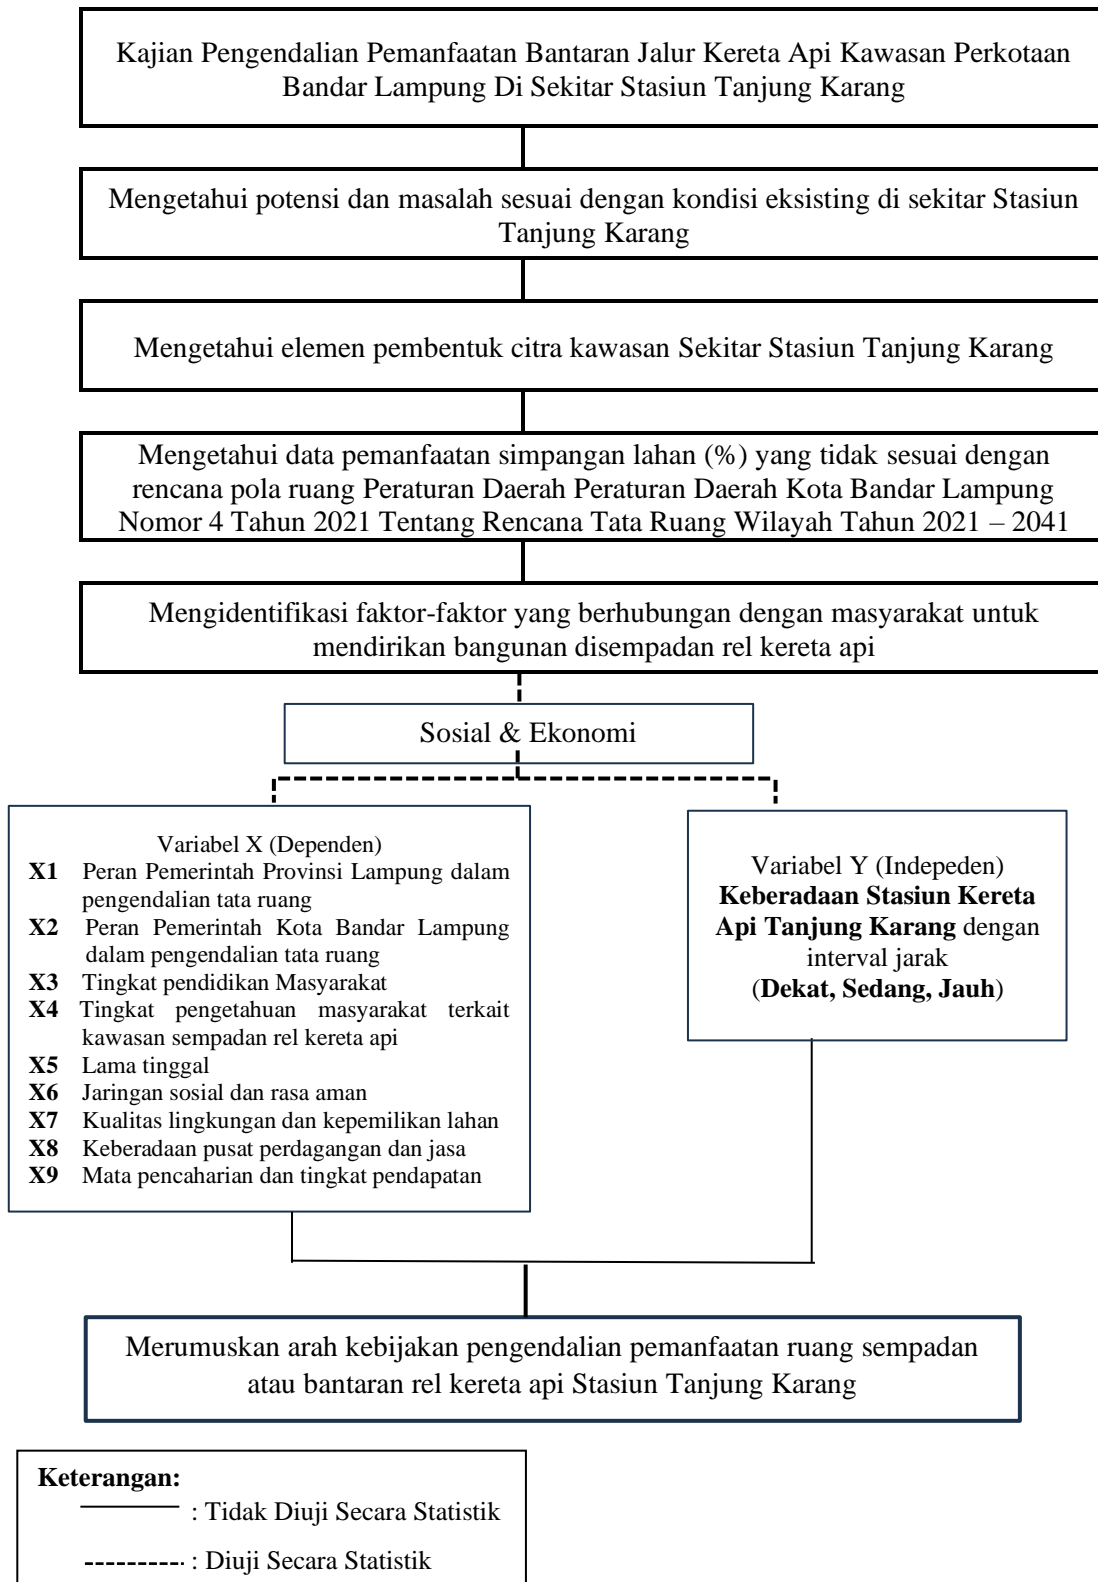 Kajian Pengendalian Pemanfaatan Bantaran Jalur Kereta Api Kawasan Perkotaan
Bandar Lampung Di Sekitar Stasiun Tanjung Karang
Mengetahui potensi dan masalah sesuai dengan kondisi eksisting di sekitar Stasiun
Tanjung Karang
Mengetahui elemen pembentuk citra kawasan Sekitar Stasiun Tanjung Karang
Mengetahui data pemanfaatan simpangan lahan (%) yang tidak sesuai dengan
rencana pola ruang Peraturan Daerah Peraturan Daerah Kota Bandar Lampung
Nomor 4 Tahun 2021 Tentang Rencana Tata Ruang Wilayah Tahun 2021 – 2041
Mengidentifikasi faktor-faktor yang berhubungan dengan masyarakat untuk
mendirikan bangunan disempadan rel kereta api
Sosial & Ekonomi
Variabel X (Dependen)
X1 Peran Pemerintah Provinsi Lampung dalam
pengendalian tata ruang
X2 Peran Pemerintah Kota Bandar Lampung
dalam pengendalian tata ruang
X3 Tingkat pendidikan Masyarakat
X4 Tingkat pengetahuan masyarakat terkait
kawasan sempadan rel kereta api
X5 Lama tinggal
X6 Jaringan sosial dan rasa aman
X7 Kualitas lingkungan dan kepemilikan lahan
X8 Keberadaan pusat perdagangan dan jasa
X9 Mata pencaharian dan tingkat pendapatan
Variabel Y (Indepeden)
Keberadaan Stasiun Kereta
Api Tanjung Karang dengan
interval jarak
(Dekat, Sedang, Jauh)
Merumuskan arah kebijakan pengendalian pemanfaatan ruang sempadan
atau bantaran rel kereta api Stasiun Tanjung Karang
Keterangan:
: Tidak Diuji Secara Statistik
: Diuji Secara Statistik